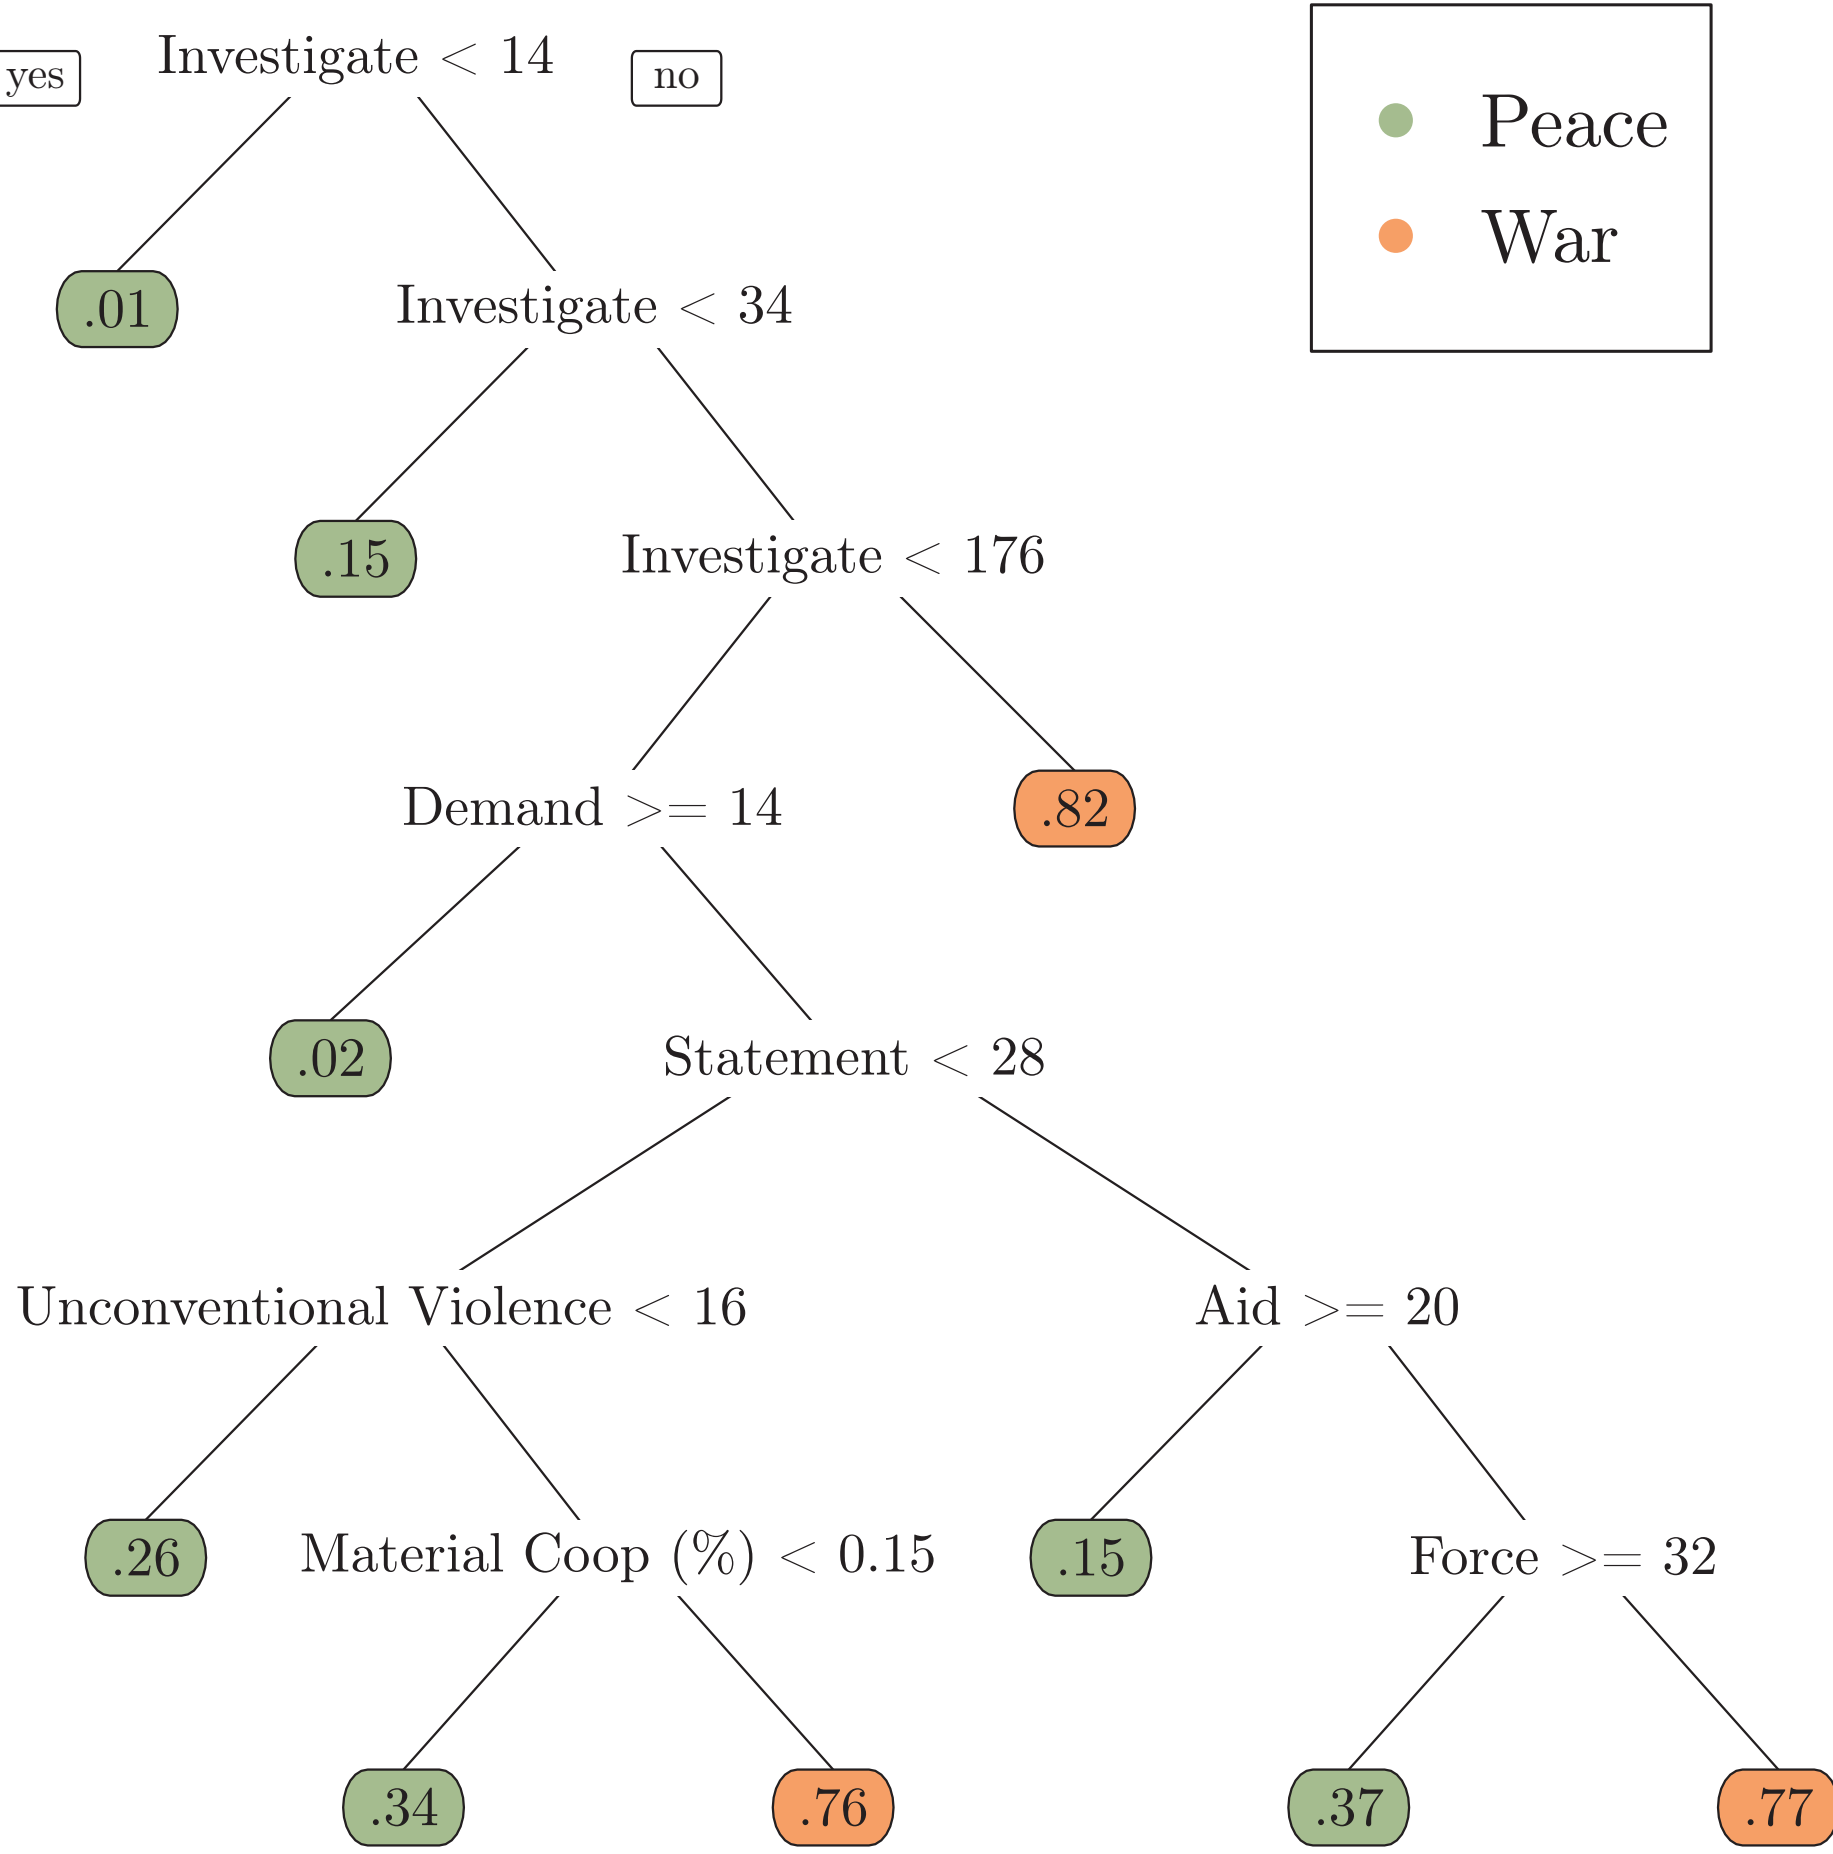 yes
Investigate < 14
no
Peace
War
.01
Investigate < 34
.15
Investigate < 176
Demand >= 14
.82
.02
Statement < 28
Unconventional Violence < 16
Aid >= 20
.26
Material Coop (%) < 0.15
.15
Force >= 32
.34
.76
.37
.77